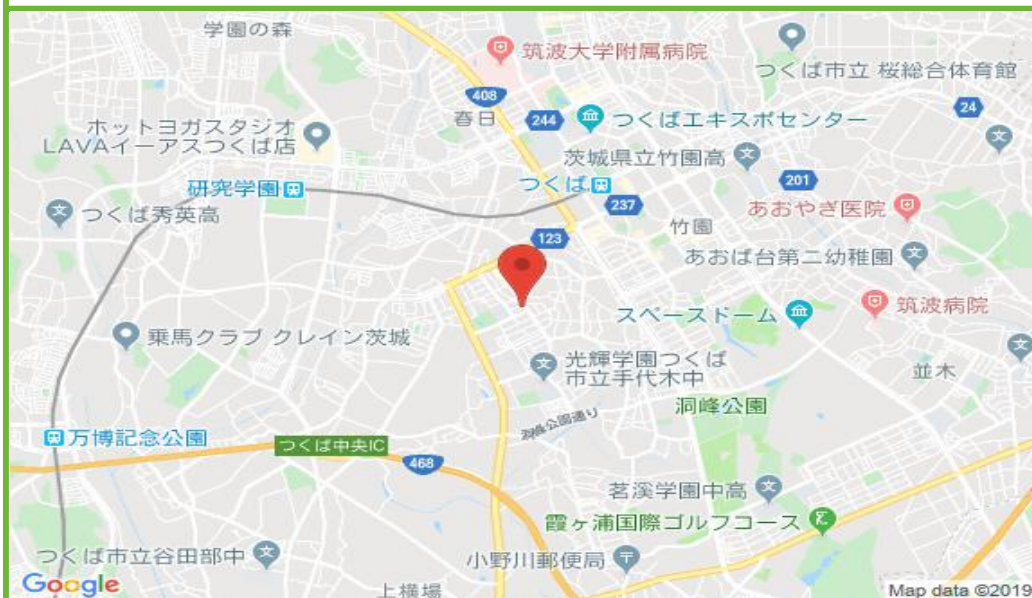 学園の森
筑波大学附属病院
つくば市立 桜総合体育館
408
春日
244
つくばエキスポセンター
24
ホットヨガスタジオ
LAVAイーアスつくば店
茨城県立竹園高
つくば
201
研究学園
237
つくば秀英高
あおやぎ医院
竹園
123
あおば台第二幼稚園
スペースドーム
筑波病院
乗馬クラブ クレイン茨城
光輝学園つくば
市立手代木中
並木
洞峰公園
洞峰公園通り
万博記念公園
つくば中央IC
468
茗溪学園中高
霞ヶ浦国際ゴルフコース
つくば市立谷田部中
小野川郵便局
上横場
Google
Map data ©2019